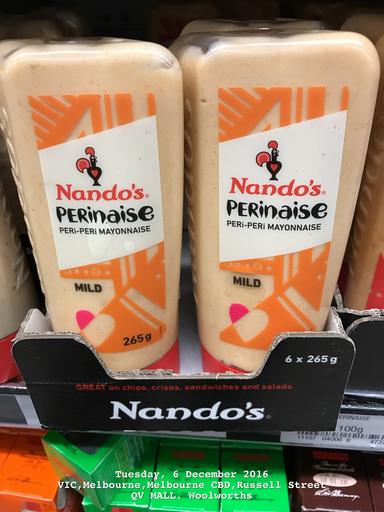 Nando's®
PERinaise
PERi-PERi MAYONNAISE
MILD
265g
Nando's®
PERinaise
PERi-PERi MAYONNAISE
MILD
6 x 265g
GREAT on chips, crisps, sandwiches and salads.
Nando's®
100g
Tuesday, 6 December 2016
VIC,Melbourne,Melbourne CBD,Russell Street
QV MALL. Woolworths